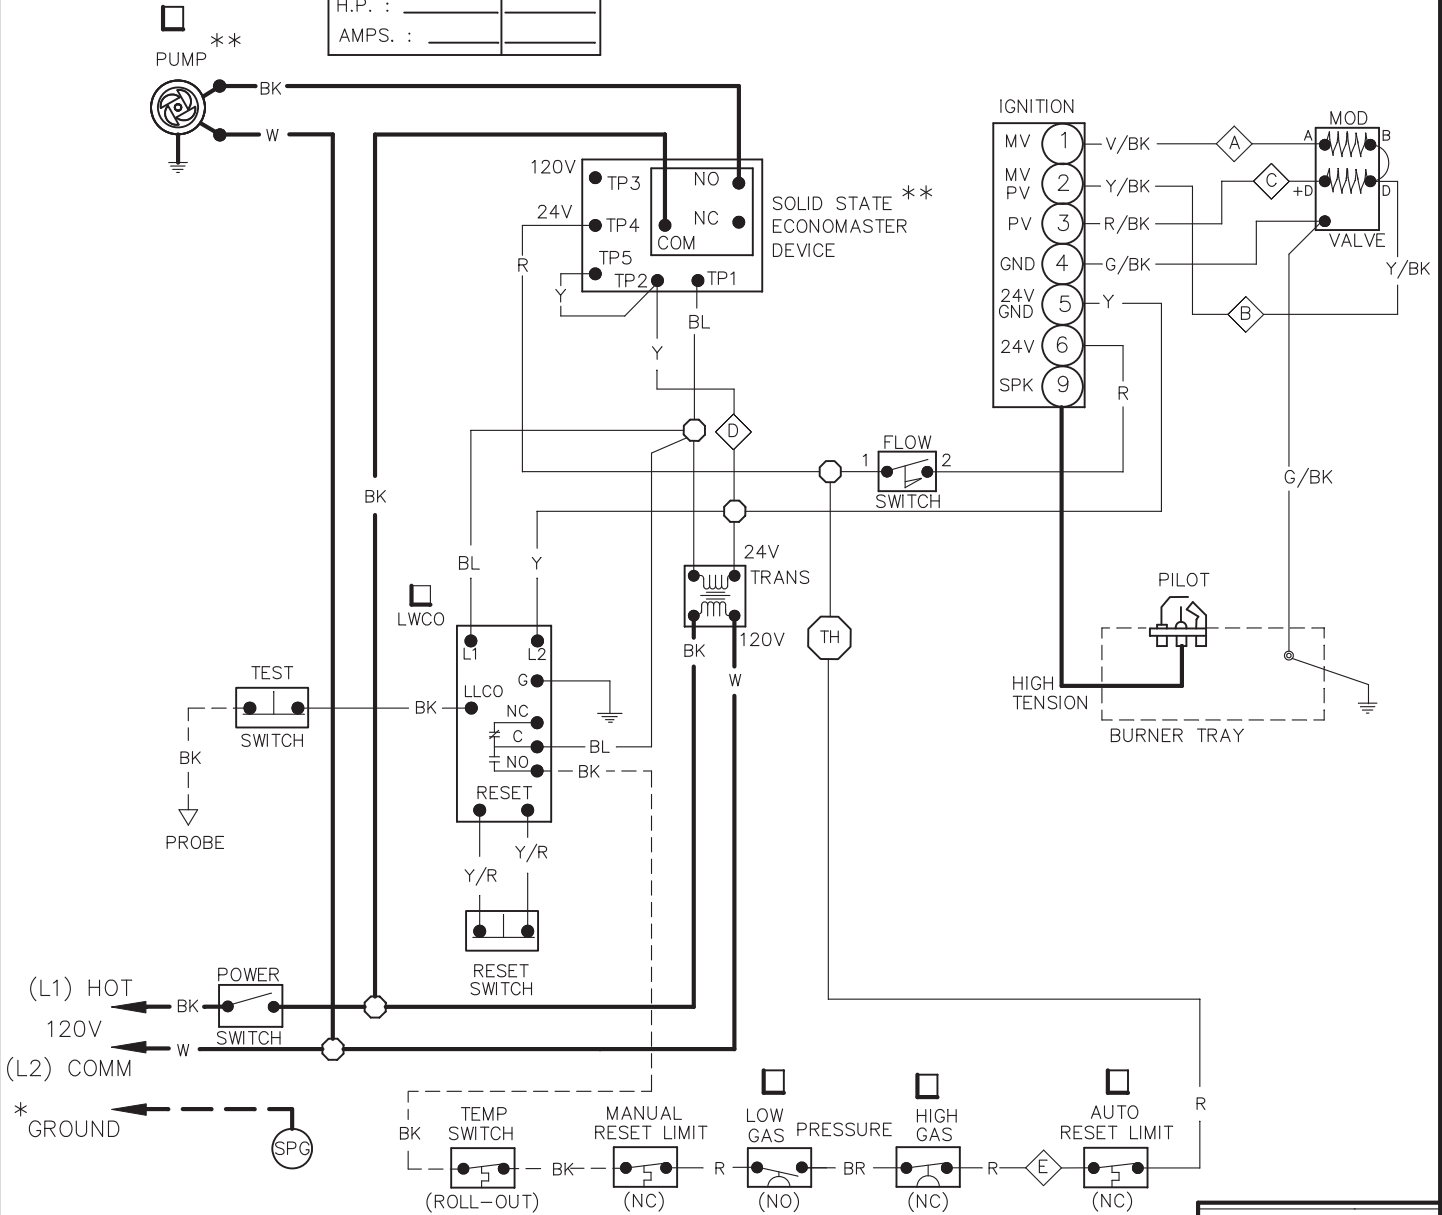 H.P. :
AMPS. :
**
PUMP
BK
W
120V
TP3
24V
TP4
TP5
TP2
TP1
NO
NC
COM
SOLID STATE **
ECONOMASTER
DEVICE
R
Y
BL
Y
D
IGNITION
MV 1 V/BK A
MV
PV 2 Y/BK
PV 3 R/BK C
GND 4 G/BK
24V
GND 5 Y
24V 6
SPK 9
R
MOD
A B
+D D
VALVE
Y/BK
B
G/BK
FLOW
1 2
SWITCH
BK
BL
Y
24V
TRANS
120V
BK
W
TH
LWCO
L1 L2
G
LLCO
NC
C
NO
BL
BK
RESET
Y/R
Y/R
RESET
SWITCH
TEST
SWITCH
BK
BK
PROBE
PILOT
HIGH
TENSION
BURNER TRAY
(L1) HOT
BK
POWER
SWITCH
120V
W
(L2) COMM
*
GROUND
SPG
BK
TEMP
SWITCH
(ROLL-OUT)
BK
MANUAL
RESET LIMIT
(NC)
R
LOW
GAS
(NO)
PRESSURE
BR
HIGH
GAS
(NC)
R
E
AUTO
RESET LIMIT
(NC)
R